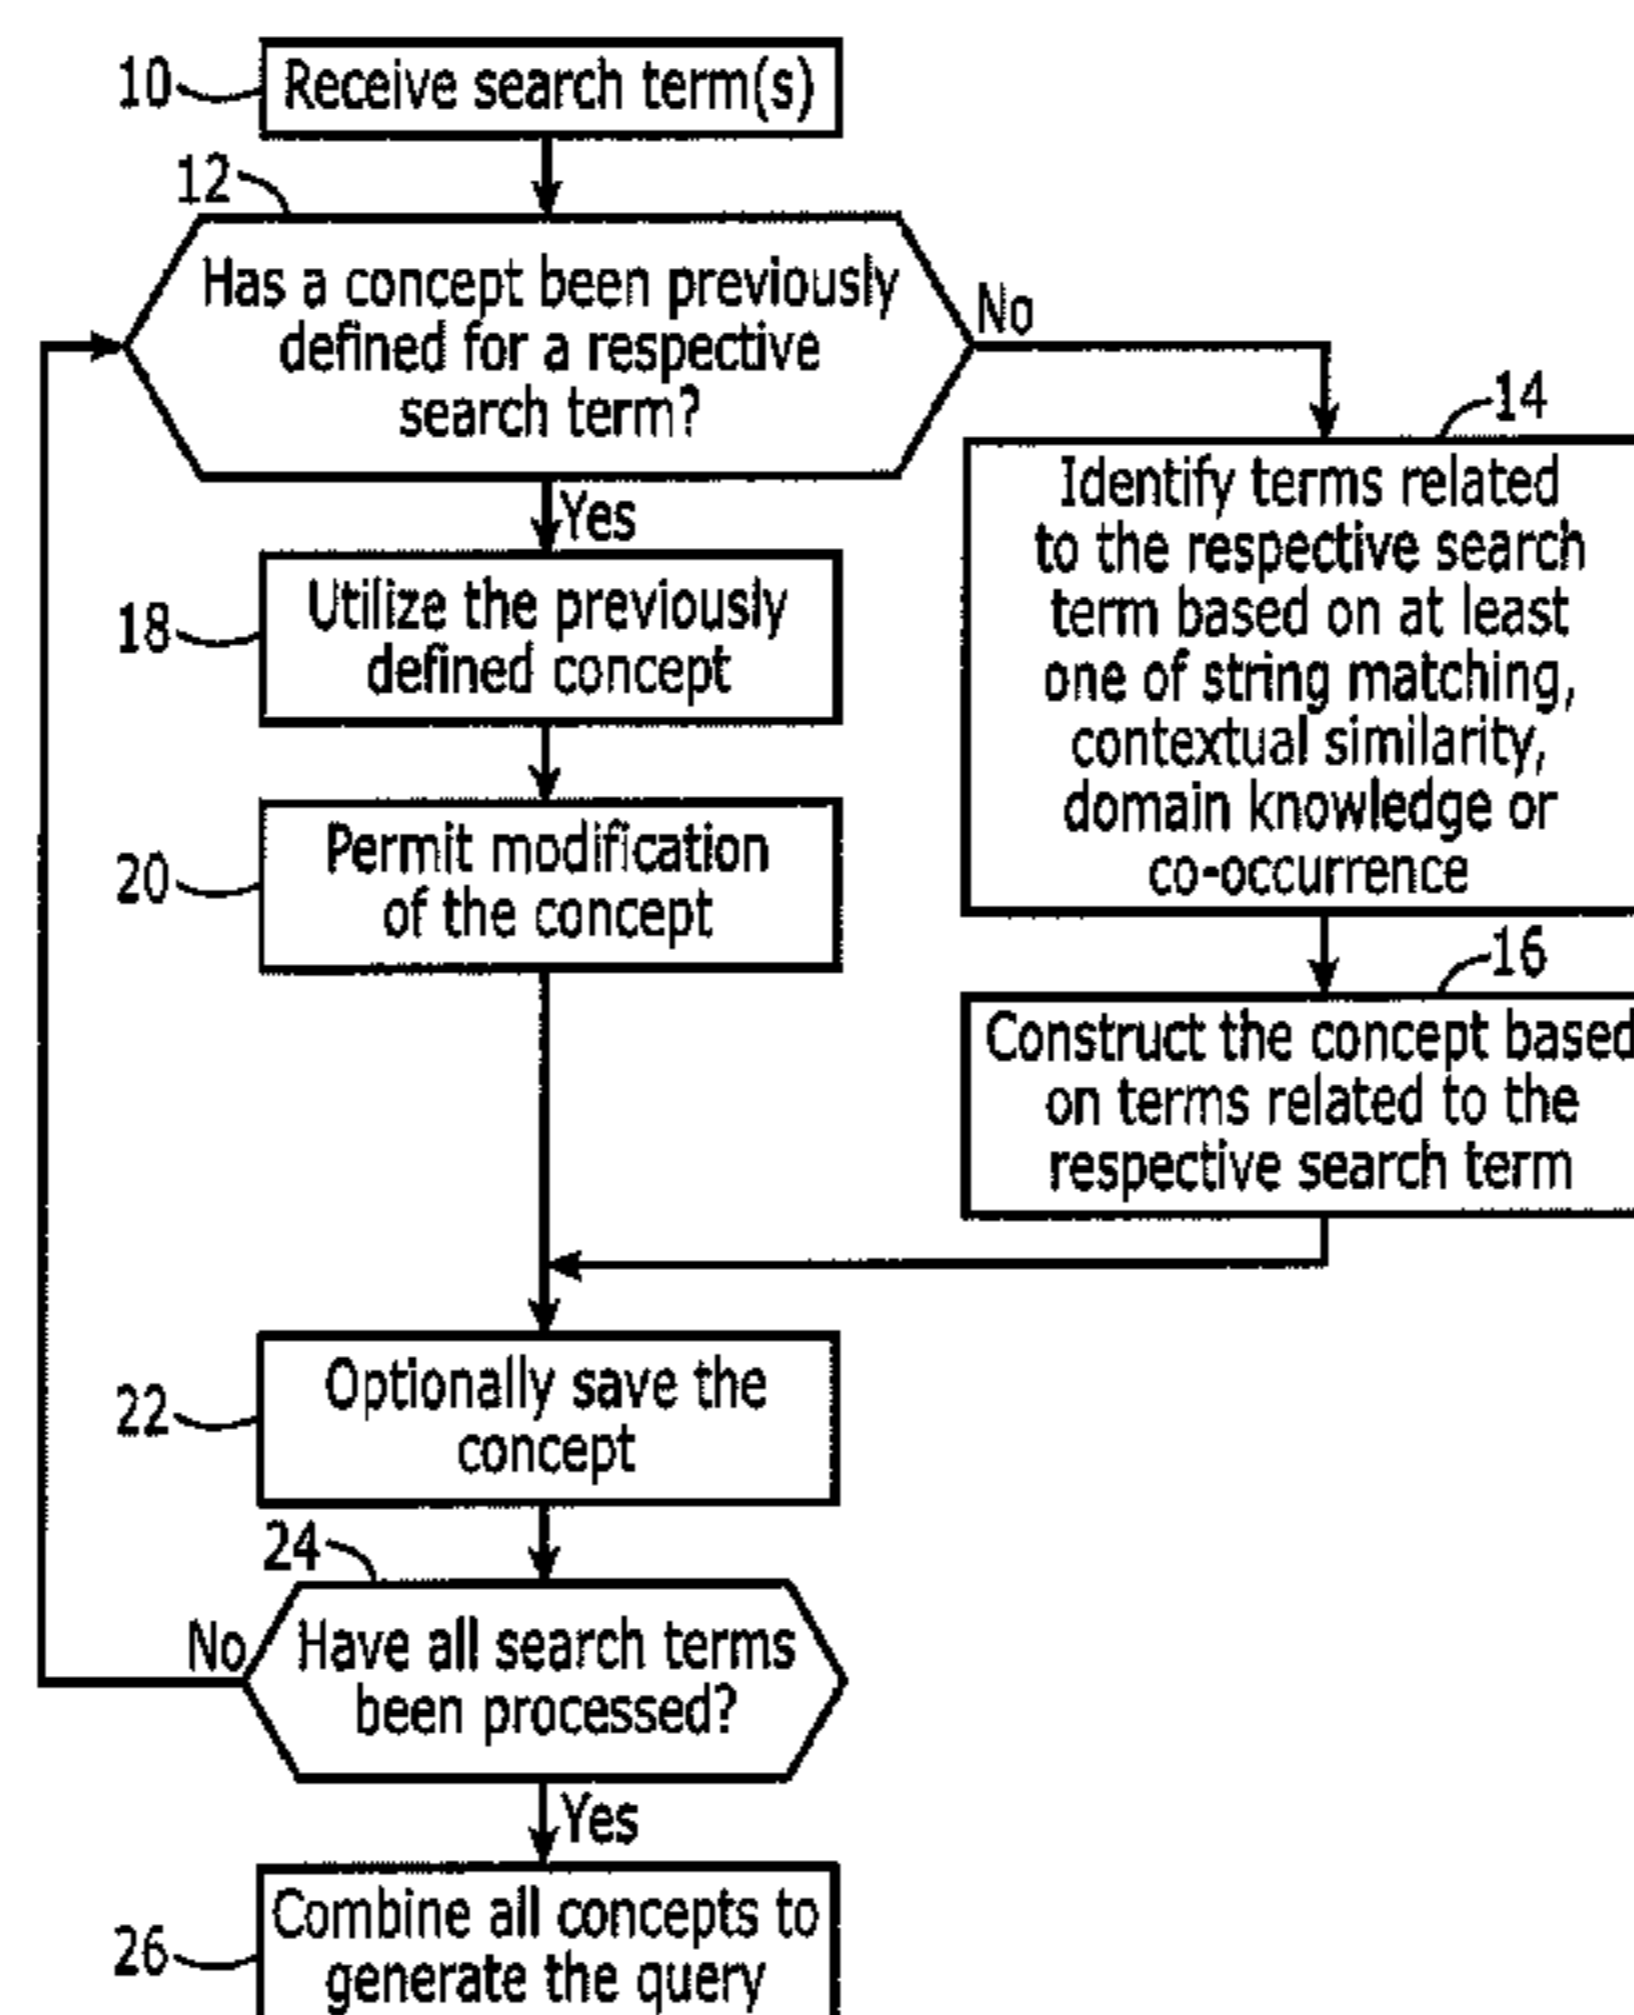 10
Receive search term(s)
12
Has a concept been previously
defined for a respective
search term?
No
Yes
14
Identify terms related
to the respective search
term based on at least
one of string matching,
contextual similarity,
domain knowledge or
co-occurrence
18
Utilize the previously
defined concept
20
Permit modification
of the concept
16
Construct the concept based
on terms related to the
respective search term
22
Optionally save the
concept
24
Have all search terms
been processed?
No
Yes
26
Combine all concepts to
generate the query